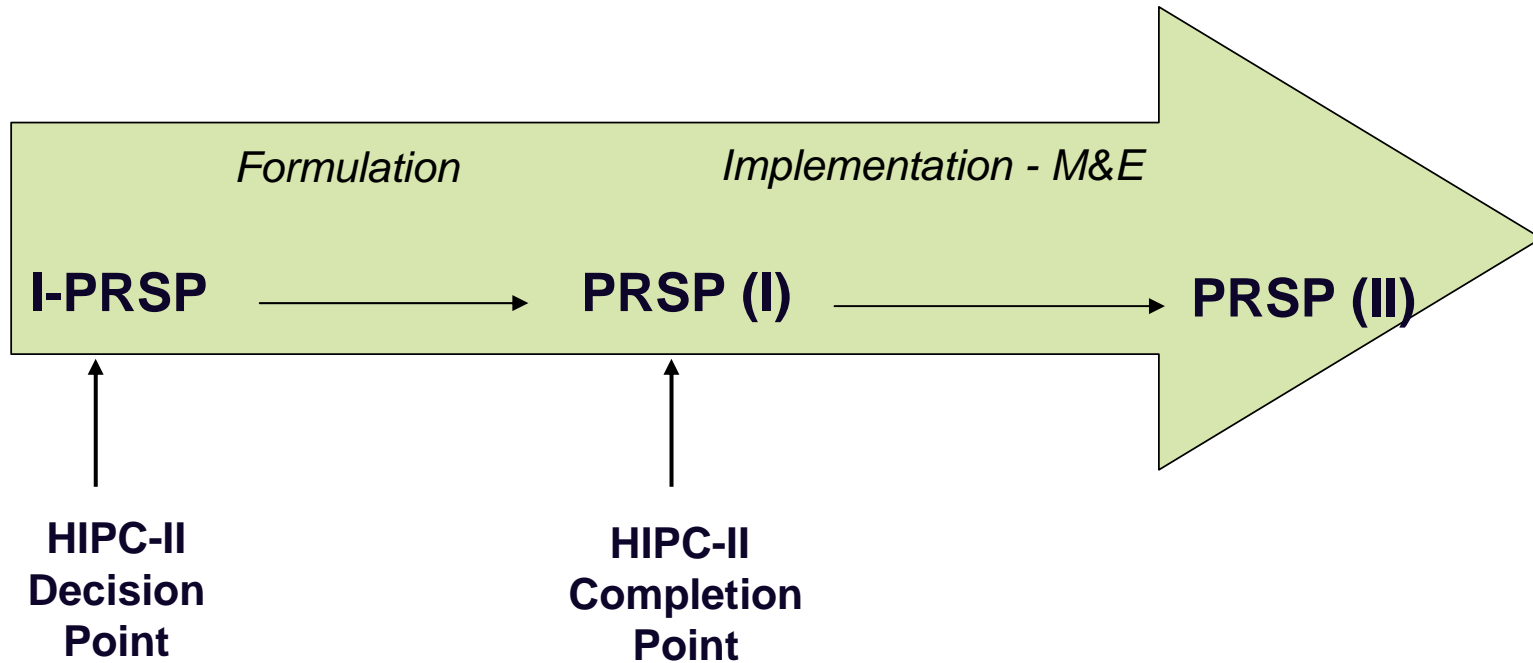 Formulation
Implementation - M&E
I-PRSP
PRSP (I)
PRSP (II)
HIPC-II
Decision
Point
HIPC-II
Completion
Point